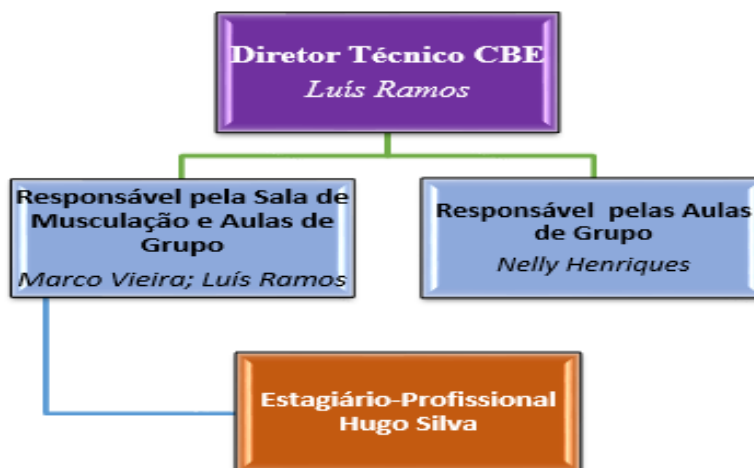 Diretor Técnico CBE
Luís Ramos
Responsável pela Sala de
Musculação e Aulas de
Grupo
Marco Vieira; Luís Ramos
Responsável pelas Aulas
de Grupo
Nelly Henriques
Estagiário-Profissional
Hugo Silva